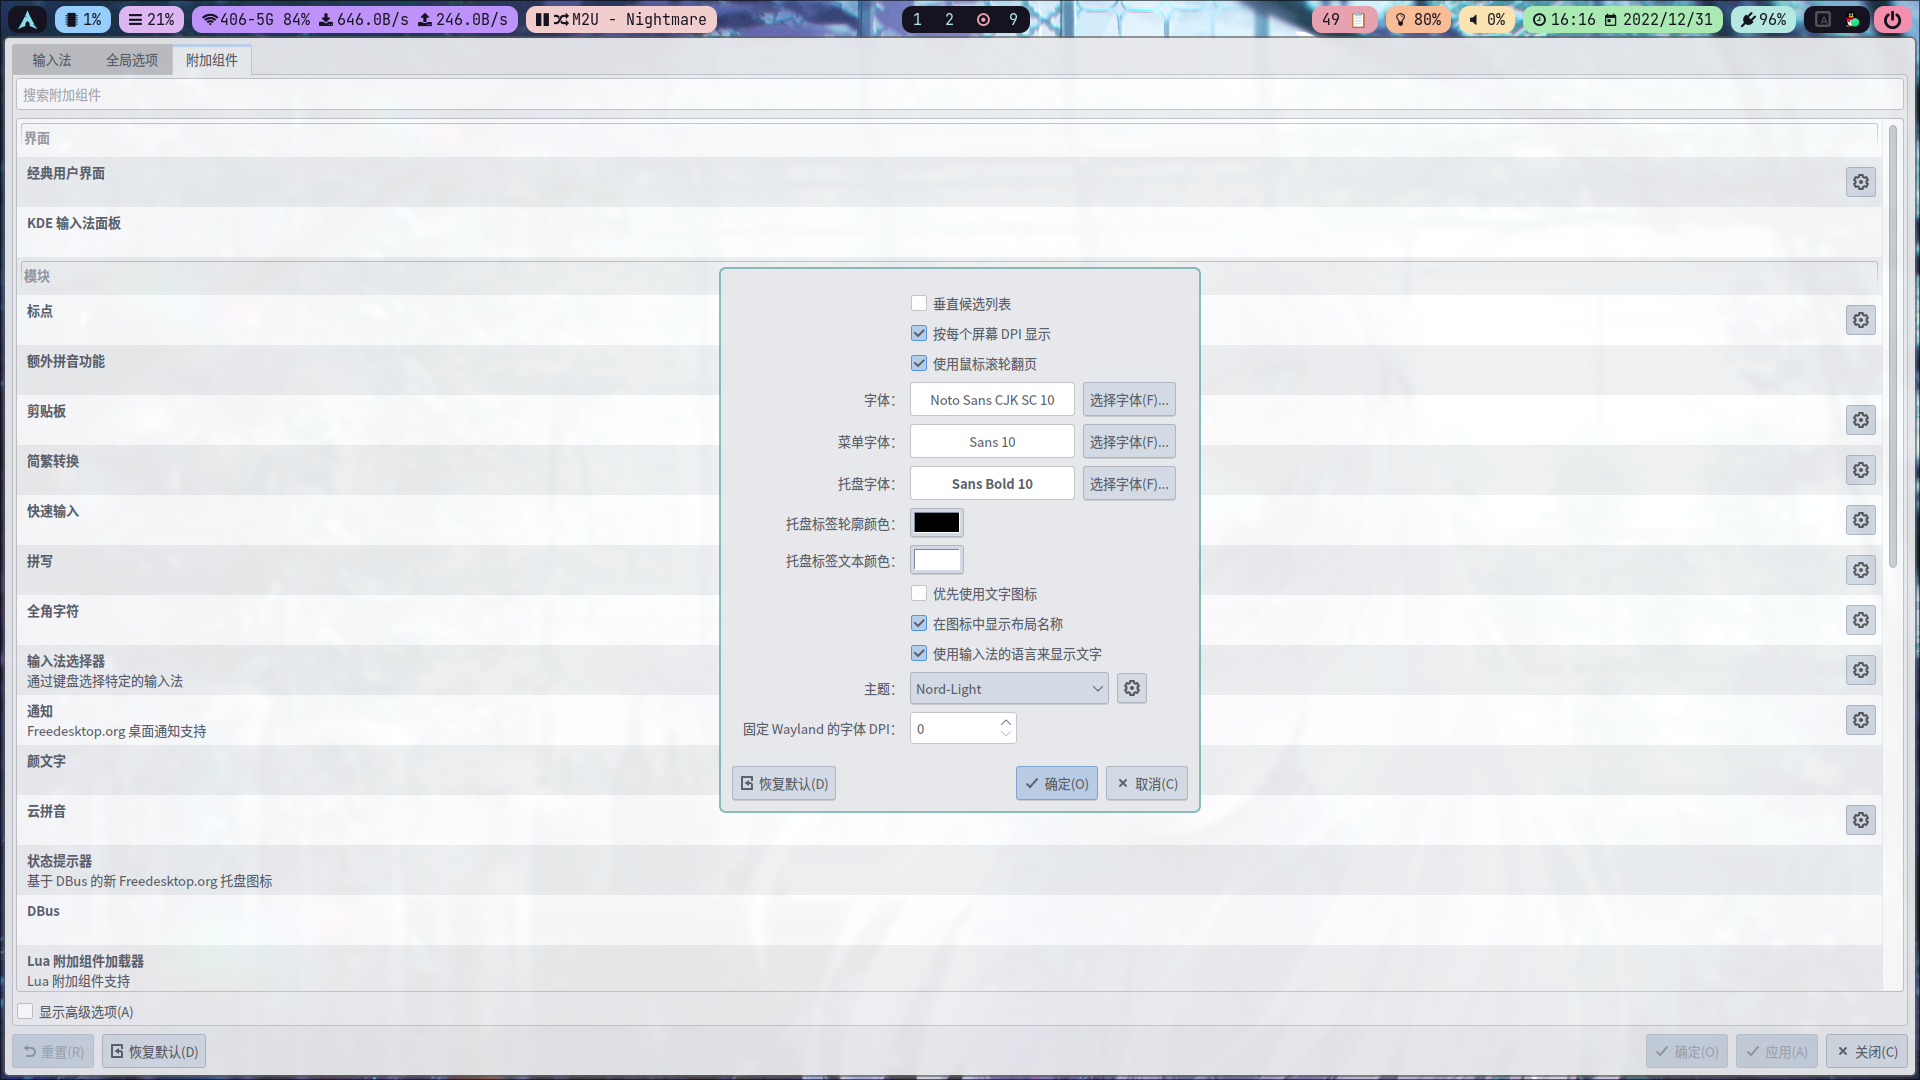 1% 21% 406-5G 84% 646.0B/s 246.0B/s M2U - Nightmare 1 2 9 49 80% 0% 16:16 2022/12/31 96%
输入法 全局选项 附加组件
搜索附加组件
界面
经典用户界面
KDE 输入法面板
模块
标点
额外拼音功能
剪贴板
简繁转换
快速输入
拼写
全角字符
输入法选择器
通过键盘选择特定的输入法
通知
Freedesktop.org 桌面通知支持
颜文字
云拼音
状态提示器
基于 DBus 的新 Freedesktop.org 托盘图标
DBus
Lua 附加组件加载器
Lua 附加组件支持
垂直候选列表
按每个屏幕 DPI 显示
使用鼠标滚轮翻页
字体: Noto Sans CJK SC 10 选择字体(F)...
菜单字体: Sans 10 选择字体(F)...
托盘字体: Sans Bold 10 选择字体(F)...
托盘标签轮廓颜色:
托盘标签文本颜色:
优先使用文字图标
在图标中显示布局名称
使用输入法的语言来显示文字
主题: Nord-Light
固定 Wayland 的字体 DPI: 0
恢复默认(D) 确定(O) 取消(C)
显示高级选项(A)
重置(R) 恢复默认(D) 确定(O) 应用(A) 关闭(C)